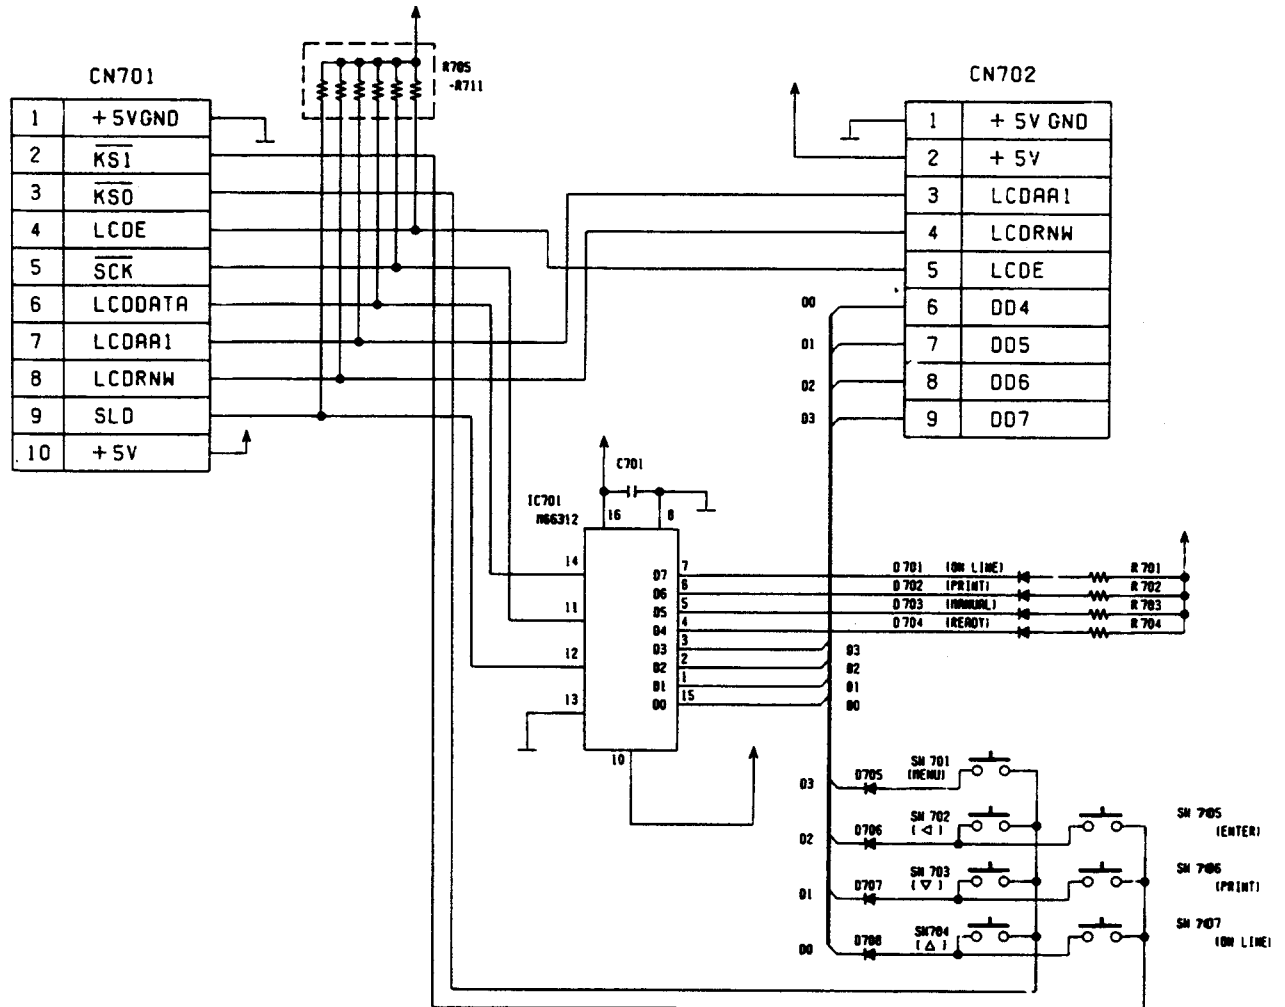 CN701
1 +5VGND
2 KS1
3 KS0
4 LCDE
5 SCK
6 LCDDATA
7 LCDAA1
8 LCDRNW
9 SLD
10 +5V
R705
-R711
CN702
1 +5V GND
2 +5V
3 LCDAA1
4 LCDRNW
5 LCDE
6 DD4
7 DD5
8 DD6
9 DD7
D0
D1
D2
D3
C701
IC701
M66312
16 8
14
11
12
13
10
D7 7
D6 6
D5 5
D4 4
D3 3
D2 2
D1 1
D0 15
D701 (ON LINE) R701
D702 (PRINT) R702
D703 (MANUAL) R703
D704 (READY) R704
D3
D2
D1
D0
D3 D705 SW 701
(MENU)
D2 D706 SW 702
(◁)
SW 705
(ENTER)
D1 D707 SW 703
(▽)
SW 706
(PRINT)
D0 D708 SW704
(△)
SW 707
(ON LINE)